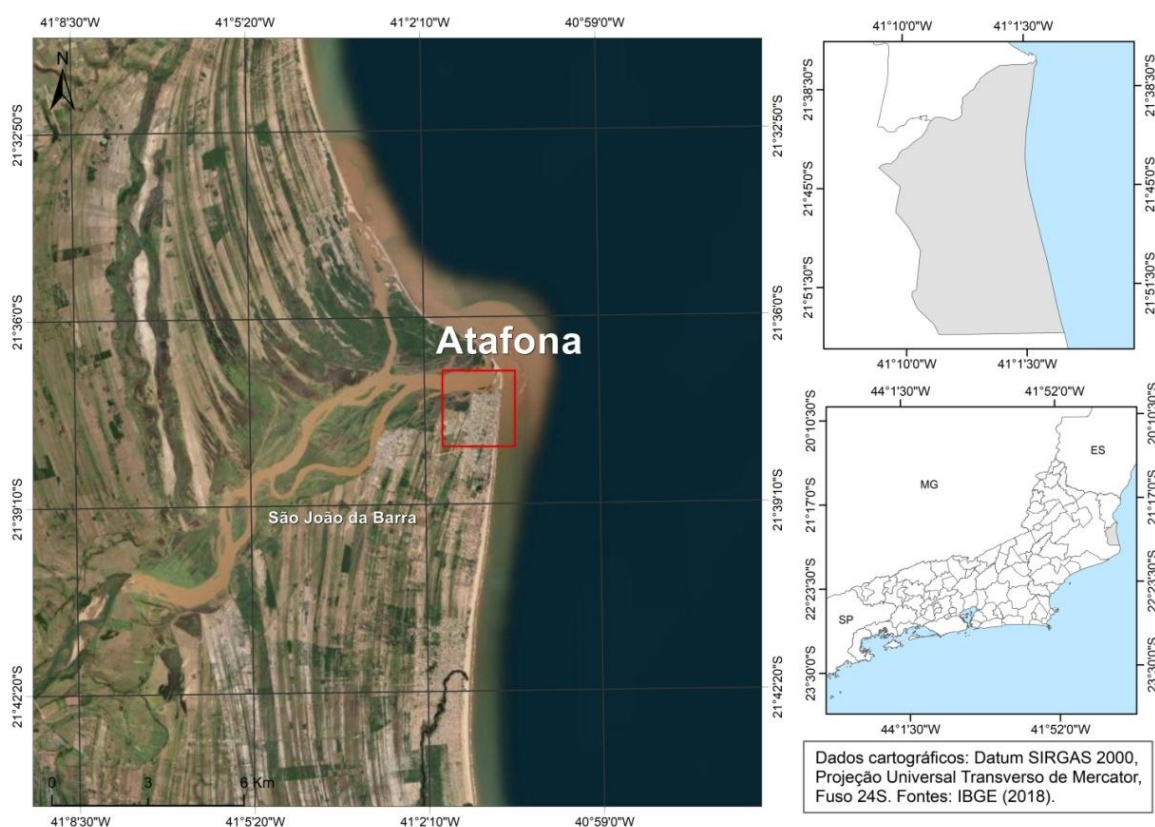 41°8'30"W
41°5'20"W
41°2'10"W
40°59'0"W
N
21°32'50"S
21°32'50"S
21°36'0"S
21°36'0"S
Atafona
21°39'10"S
21°39'10"S
São João da Barra
21°42'20"S
21°42'20"S
0 3 6 Km
41°8'30"W
41°5'20"W
41°2'10"W
40°59'0"W
41°10'0"W
41°1'30"W
21°38'30"S
21°38'30"S
21°45'0"S
21°45'0"S
21°51'30"S
21°51'30"S
41°10'0"W
41°1'30"W
44°1'30"W
41°52'0"W
20°10'30"S
20°10'30"S
ES
MG
21°17'0"S
21°17'0"S
22°23'30"S
22°23'30"S
SP
23°30'0"S
23°30'0"S
44°1'30"W
41°52'0"W
Dados cartográficos: Datum SIRGAS 2000,
Projeção Universal Transverso de Mercator,
Fuso 24S. Fontes: IBGE (2018).